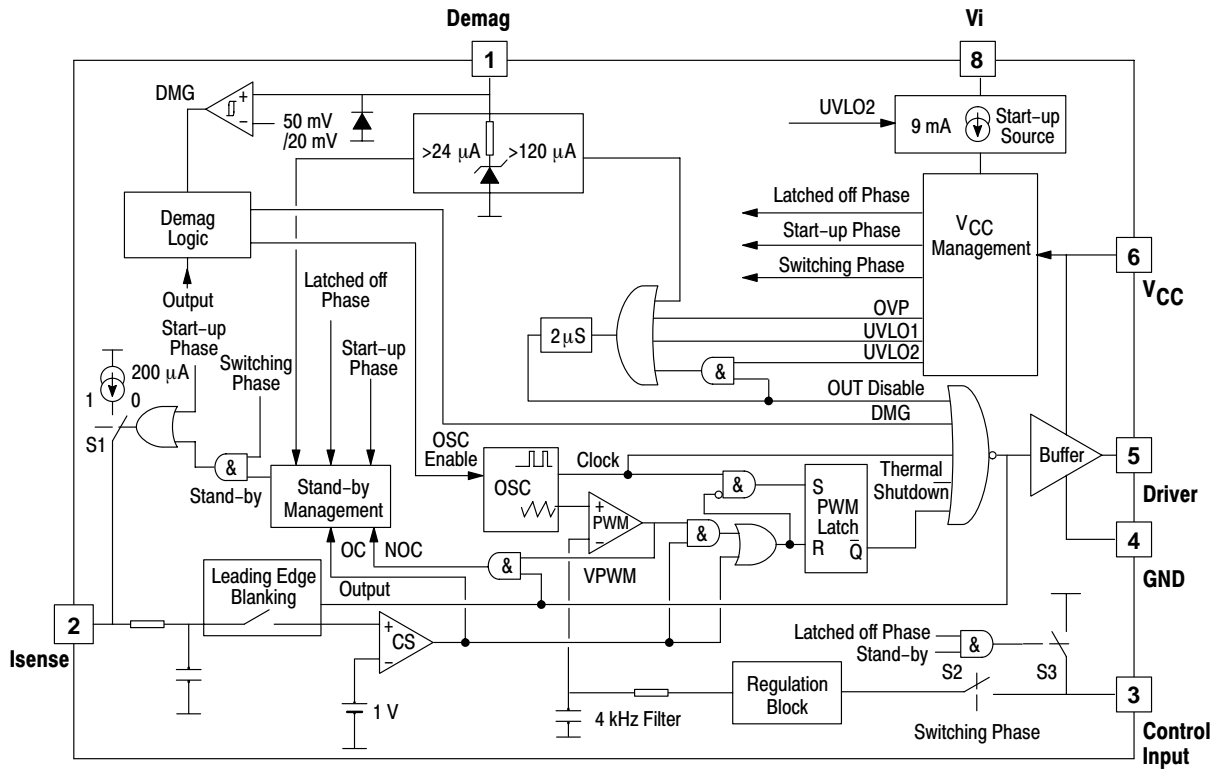 Demag
Vi
1
8
DMG
+
−
50 mV
/20 mV
>24 μA
>120 μA
UVLO2
9 mA
Start−up
Source
Demag
Logic
Latched off Phase
Start−up Phase
Switching Phase
VCC
Management
6
VCC
Output
Latched off
Phase
Start−up
Phase
Switching
Phase
Start−up
Phase
OVP
UVLO1
UVLO2
2 μS
&
OUT Disable
DMG
200 μA
1
0
S1
&
Stand−by
Stand−by
Management
OSC
Enable
OSC
Clock
&
S
PWM
Latch
R
Q
Thermal
Shutdown
Buffer
5
Driver
+
PWM
−
&
OC
NOC
&
VPWM
4
GND
Leading Edge
Blanking
Output
2
Isense
+
CS
−
1 V
Latched off Phase
Stand−by
&
S2
S3
4 kHz Filter
Regulation
Block
Switching Phase
3
Control
Input